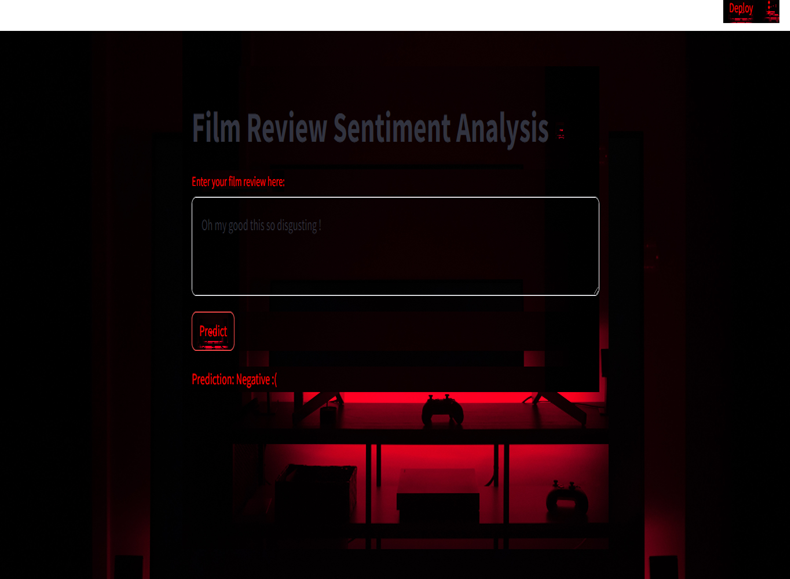 Deploy
Film Review Sentiment Analysis
Enter your film review here:
Oh my good this so disgusting !
Predict
Prediction: Negative :(